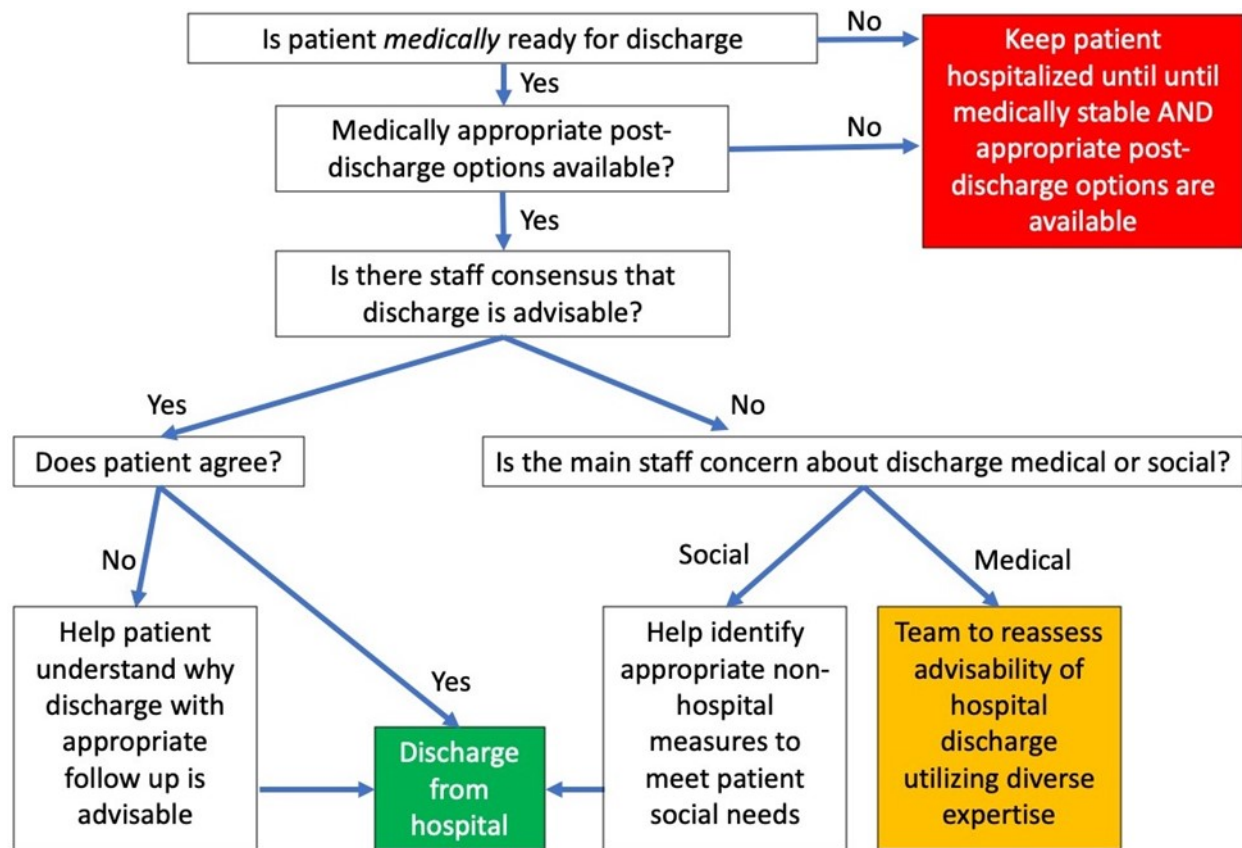 Is patient medically ready for discharge
No
Keep patient
hospitalized until until
medically stable AND
appropriate post-
discharge options are
available
Yes
Medically appropriate post-
discharge options available?
No
Yes
Is there staff consensus that
discharge is advisable?
Yes
No
Does patient agree?
Is the main staff concern about discharge medical or social?
No
Yes
Social
Medical
Help patient
understand why
discharge with
appropriate
follow up is
advisable
Discharge
from
hospital
Help identify
appropriate non-
hospital
measures to
meet patient
social needs
Team to reassess
advisability of
hospital
discharge
utilizing diverse
expertise